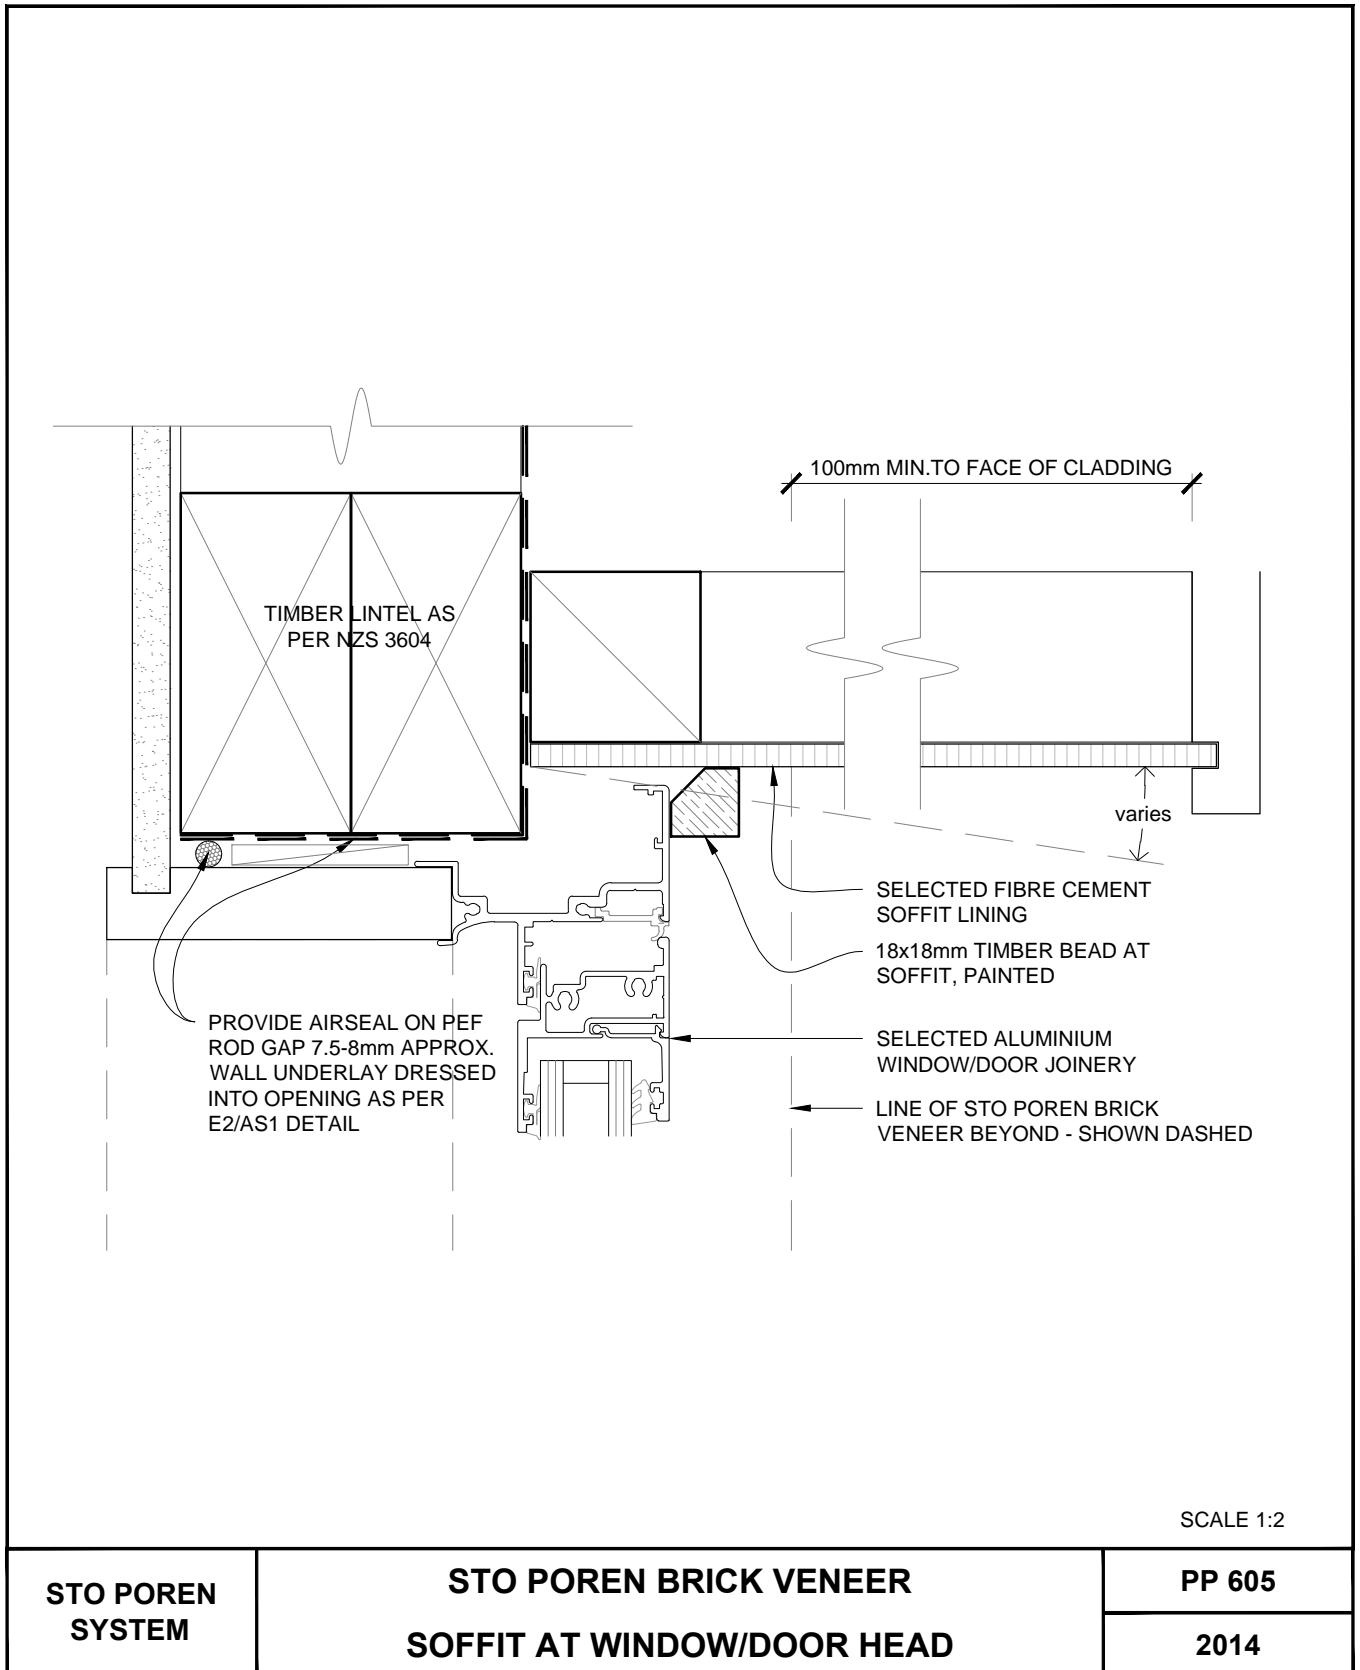 100mm MIN.TO FACE OF CLADDING
TIMBER LINTEL AS
PER NZS 3604
varies
SELECTED FIBRE CEMENT
SOFFIT LINING
18x18mm TIMBER BEAD AT
SOFFIT, PAINTED
PROVIDE AIRSEAL ON PEF
ROD GAP 7.5-8mm APPROX.
WALL UNDERLAY DRESSED
INTO OPENING AS PER
E2/AS1 DETAIL
SELECTED ALUMINIUM
WINDOW/DOOR JOINERY
LINE OF STO POREN BRICK
VENEER BEYOND - SHOWN DASHED
SCALE 1:2
STO POREN
SYSTEM
STO POREN BRICK VENEER
SOFFIT AT WINDOW/DOOR HEAD
PP 605
2014